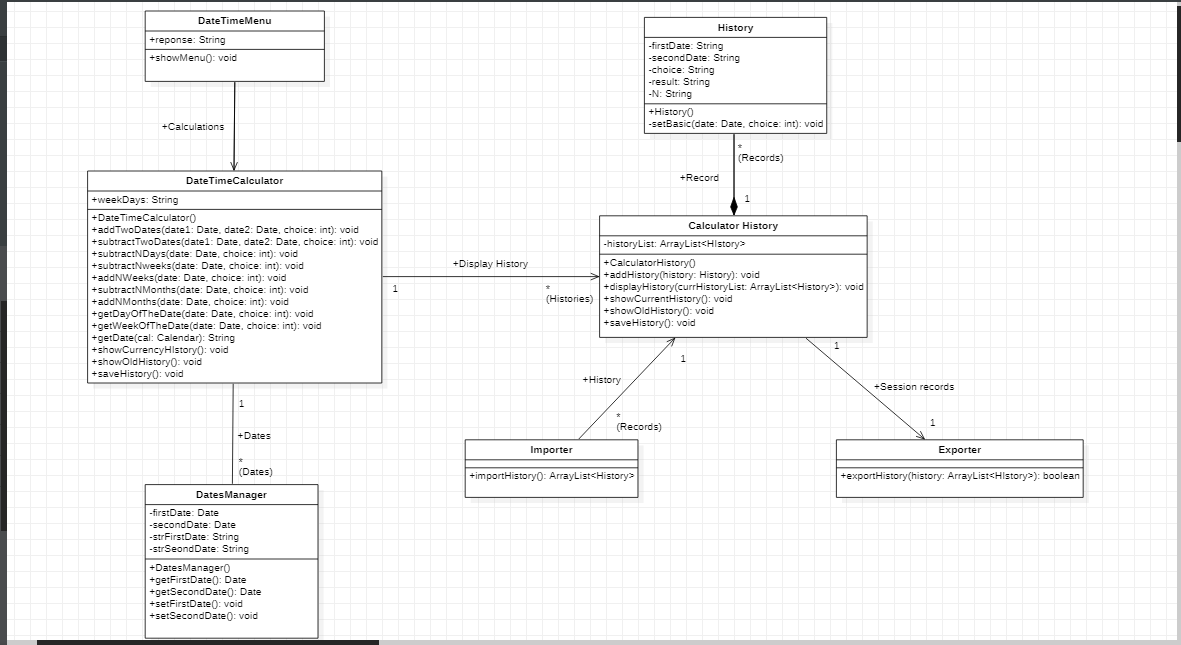 DateTimeMenu
+reponse: String
+showMenu(): void
+Calculations
DateTimeCalculator
+weekDays: String
+DateTimeCalculator()
+addTwoDates(date1: Date, date2: Date, choice: int): void
+subtractTwoDates(date1: Date, date2: Date, choice: int): void
+subtractNDays(date: Date, choice: int): void
+subtractNweeks(date: Date, choice: int): void
+addNWeeks(date: Date, choice: int): void
+subtractNMonths(date: Date, choice: int): void
+addNMonths(date: Date, choice: int): void
+getDayOfTheDate(date: Date, choice: int): void
+getWeekOfTheDate(date: Date, choice: int): void
+getDate(cal: Calendar): String
+showCurrencyHIstory(): void
+showOldHistory(): void
+saveHistory(): void
1
+Dates
*
(Dates)
DatesManager
-firstDate: Date
-secondDate: Date
-strFirstDate: String
-strSeondDate: String
+DatesManager()
+getFirstDate(): Date
+getSecondDate(): Date
+setFirstDate(): void
+setSecondDate(): void
+Display History
1
*
(Histories)
History
-firstDate: String
-secondDate: String
-choice: String
-result: String
-N: String
+History()
-setBasic(date: Date, choice: int): void
*
(Records)
+Record
1
Calculator History
-historyList: ArrayList<HIstory>
+CalculatorHistory()
+addHistory(history: History): void
+displayHistory(currHistoryList: ArrayList<History>): void
+showCurrentHistory(): void
+showOldHistory(): void
+saveHistory(): void
1
+History
*
(Records)
Importer
+importHistory(): ArrayList<HIstory>
1
+Session records
1
Exporter
+exportHistory(history: ArrayList<HIstory>): boolean